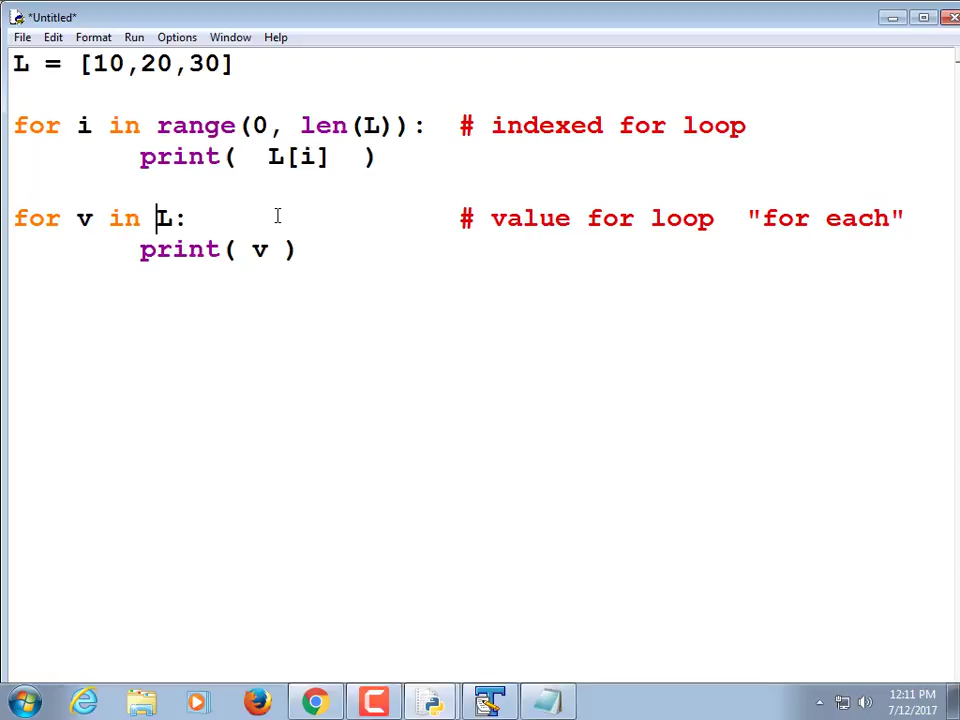 *Untitled*
File Edit Format Run Options Window Help
L = [10,20,30]
for i in range(0, len(L)):  # indexed for loop
        print(  L[i]  )
for v in L:                 # value for loop  "for each"
        print( v )
12:11 PM
7/12/2017